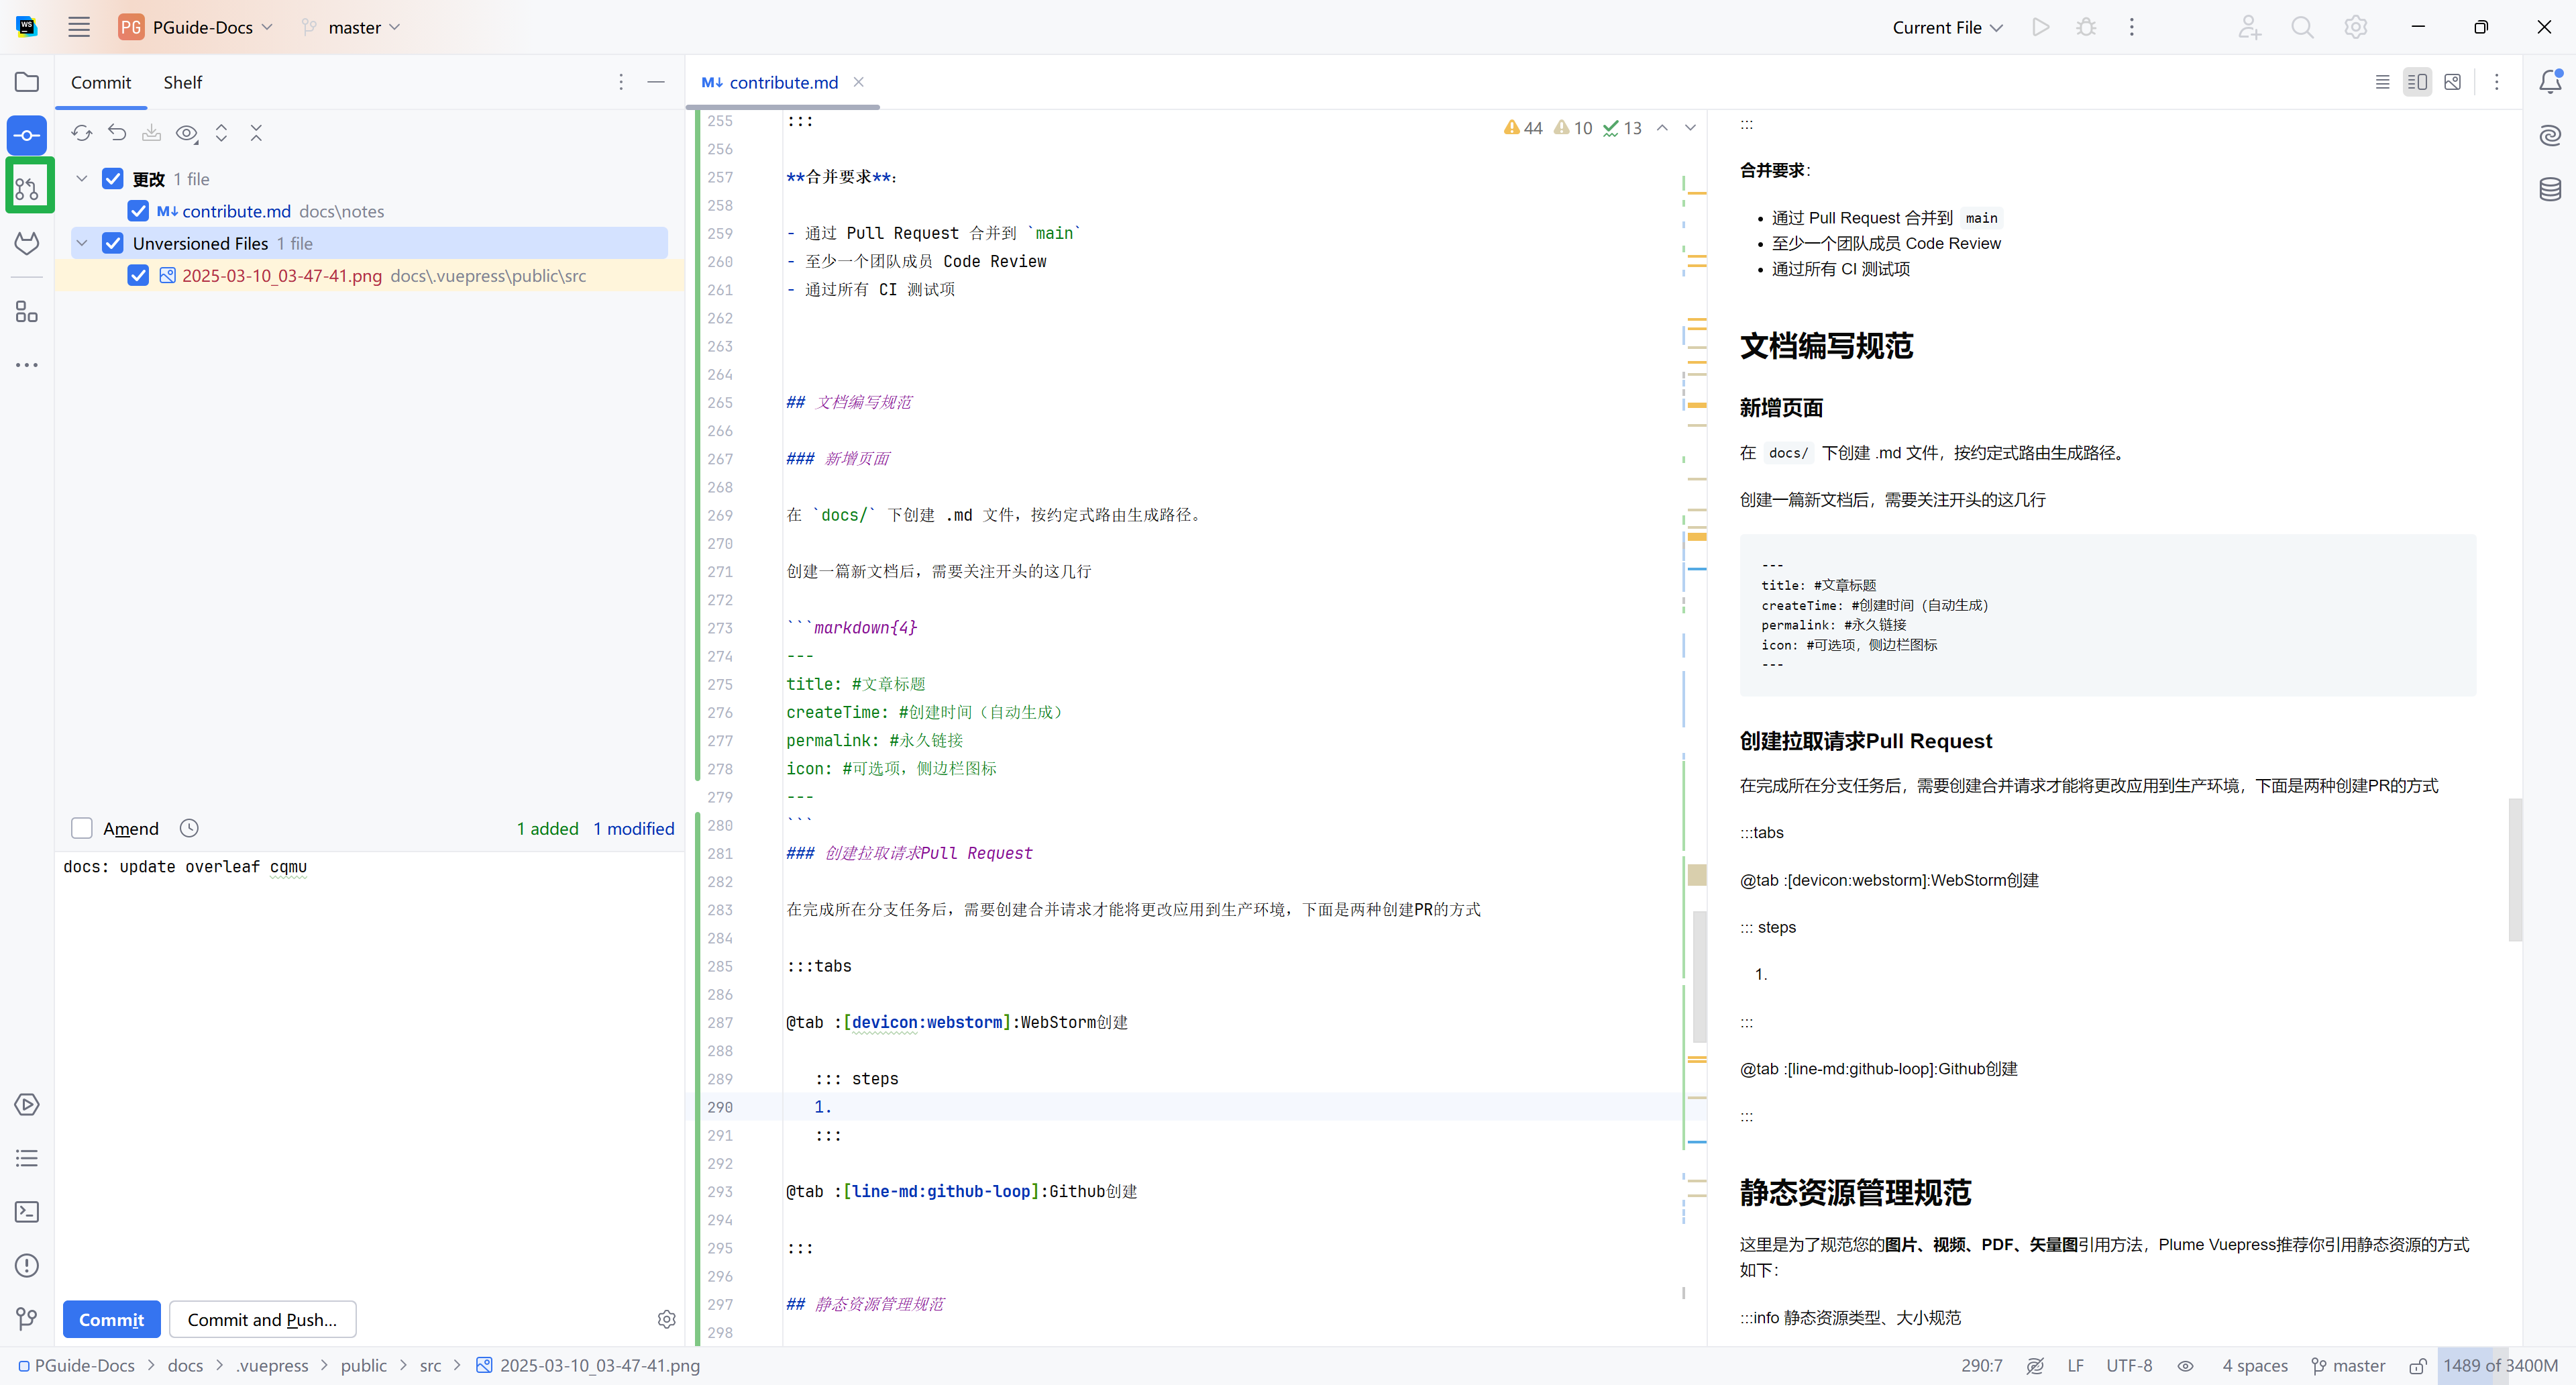 WS PG PGuide-Docs master Current File
Commit Shelf
更改 1 file
M↓ contribute.md docs\notes
Unversioned Files 1 file
2025-03-10_03-47-41.png docs\.vuepress\public\src
Amend 1 added 1 modified
docs: update overleaf cqmu
Commit Commit and Push...
M↓ contribute.md
44 10 13
255 :::
256
257 **合并要求**:
258
259 - 通过 Pull Request 合并到 `main`
260 - 至少一个团队成员 Code Review
261 - 通过所有 CI 测试项
262
263
264
265 ## 文档编写规范
266
267 ### 新增页面
268
269 在 `docs/` 下创建 .md 文件，按约定式路由生成路径。
270
271 创建一篇新文档后，需要关注开头的这几行
272
273 ```markdown{4}
274 ---
275 title: #文章标题
276 createTime: #创建时间（自动生成）
277 permalink: #永久链接
278 icon: #可选项，侧边栏图标
279 ---
280 ```
281 ### 创建拉取请求Pull Request
282
283 在完成所在分支任务后，需要创建合并请求才能将更改应用到生产环境，下面是两种创建PR的方式
284
285 :::tabs
286
287 @tab :[devicon:webstorm]:WebStorm创建
288
289 ::: steps
290 1.
291 :::
292
293 @tab :[line-md:github-loop]:Github创建
294
295 :::
296
297 ## 静态资源管理规范
298
:::
合并要求:
• 通过 Pull Request 合并到 main
• 至少一个团队成员 Code Review
• 通过所有 CI 测试项
文档编写规范
新增页面
在 docs/ 下创建 .md 文件，按约定式路由生成路径。
创建一篇新文档后，需要关注开头的这几行
---
title: #文章标题
createTime: #创建时间（自动生成）
permalink: #永久链接
icon: #可选项，侧边栏图标
---
创建拉取请求Pull Request
在完成所在分支任务后，需要创建合并请求才能将更改应用到生产环境，下面是两种创建PR的方式
:::tabs
@tab :[devicon:webstorm]:WebStorm创建
::: steps
1.
:::
@tab :[line-md:github-loop]:Github创建
:::
静态资源管理规范
这里是为了规范您的图片、视频、PDF、矢量图引用方法，Plume Vuepress推荐你引用静态资源的方式
如下：
:::info 静态资源类型、大小规范
PGuide-Docs > docs > .vuepress > public > src > 2025-03-10_03-47-41.png 290:7 LF UTF-8 4 spaces master 1489 of 3400M